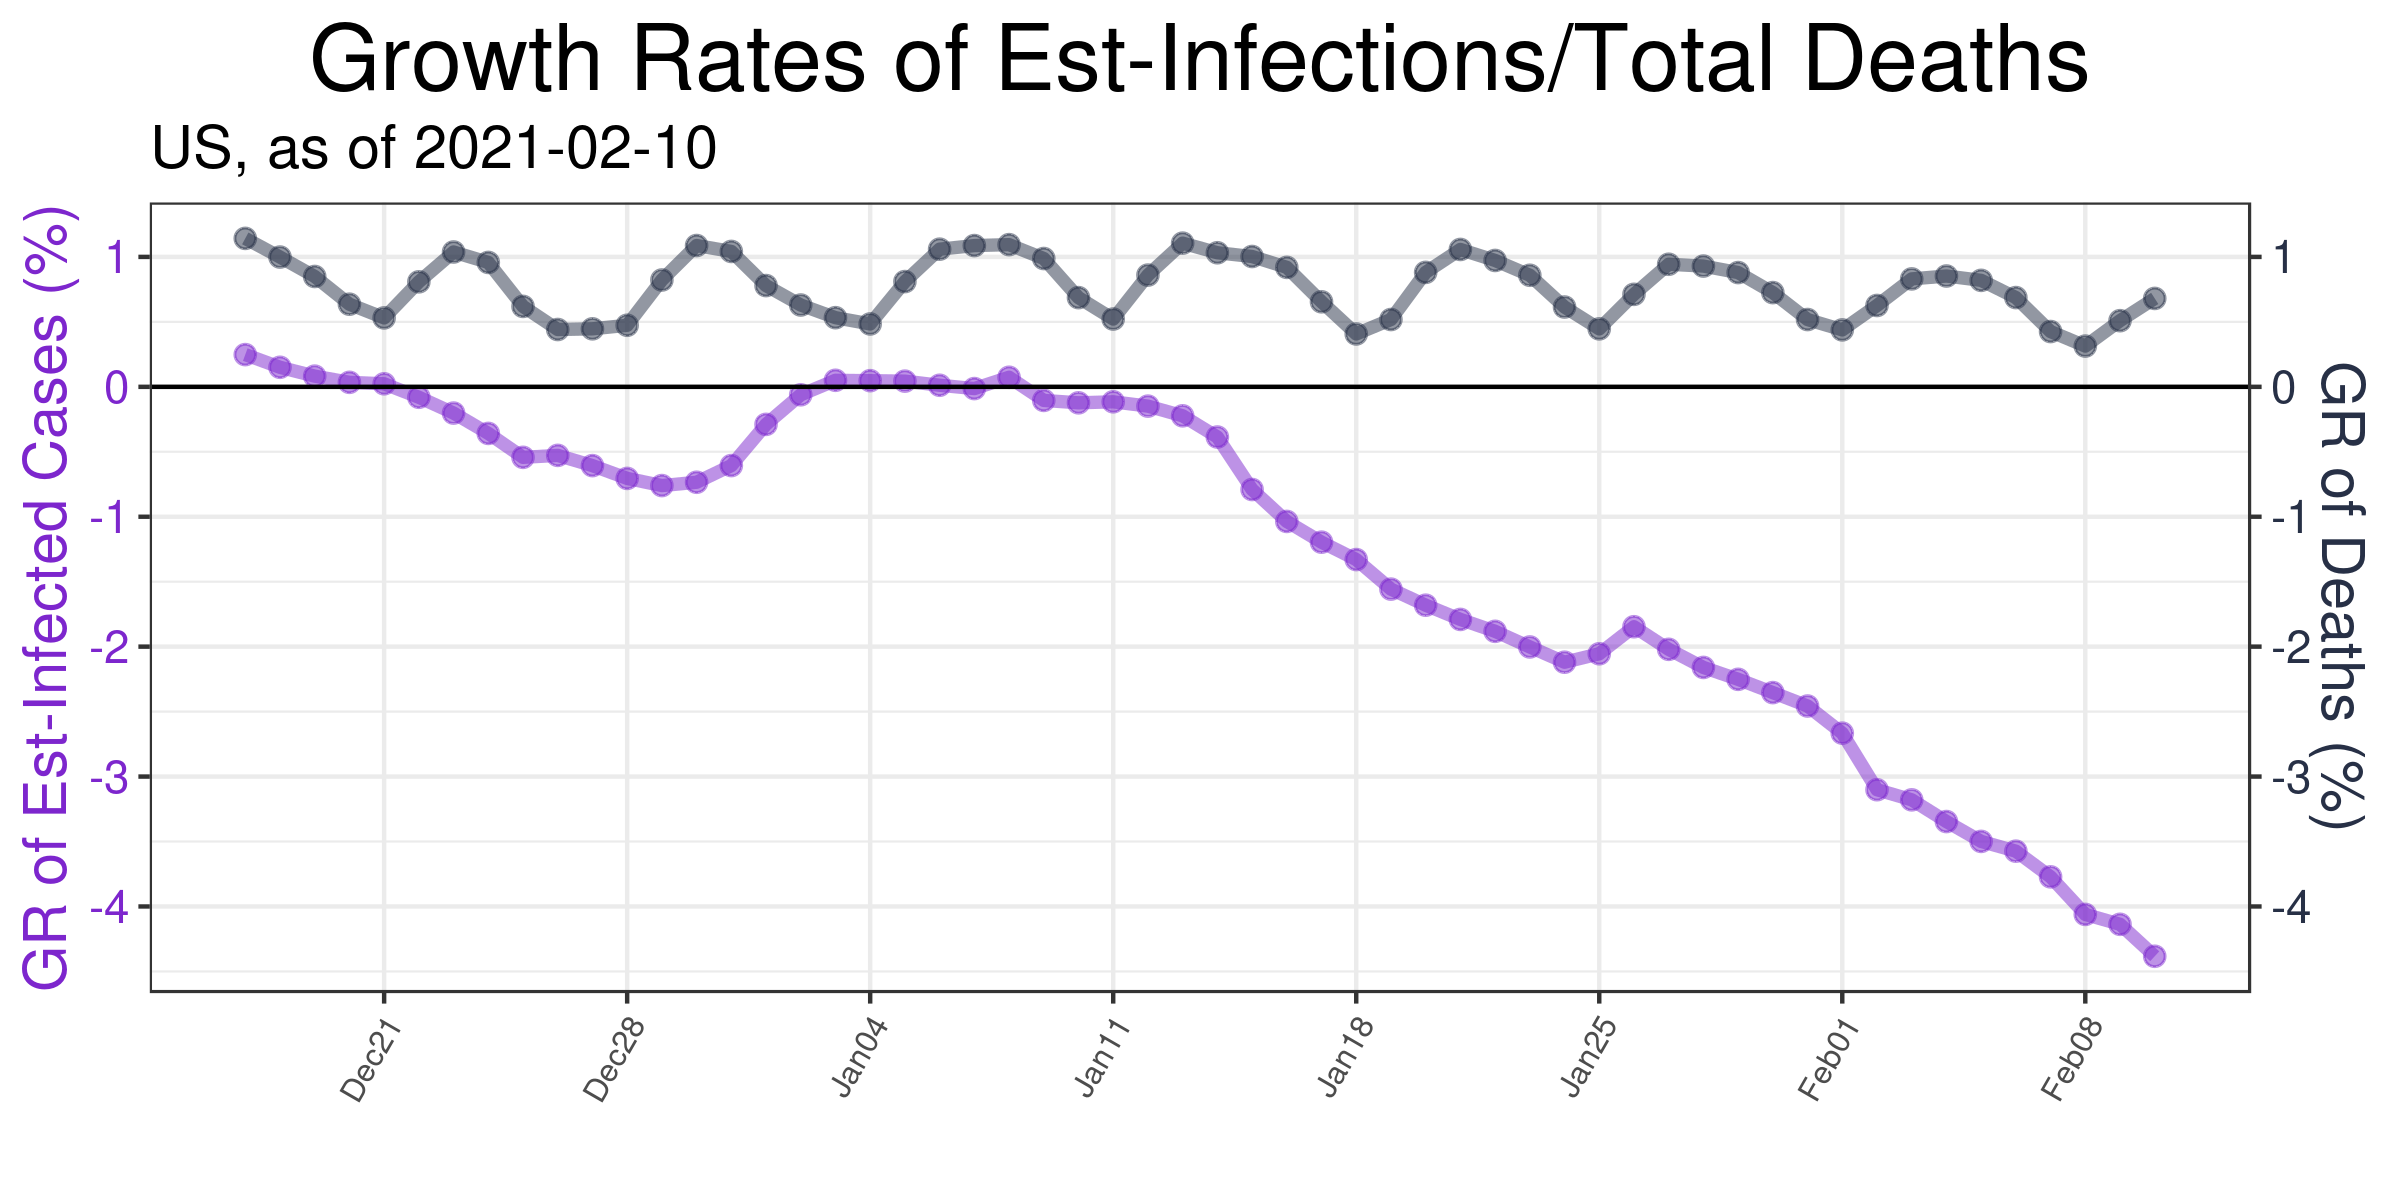 Growth Rates of Est-Infections/Total Deaths
US, as of 2021-02-10
GR of Est-Infected Cases (%)
1
0
-1
-2
-3
-4
1
0
-1
-2
-3
-4
GR of Deaths (%)
Dec21
Dec28
Jan04
Jan11
Jan18
Jan25
Feb01
Feb08